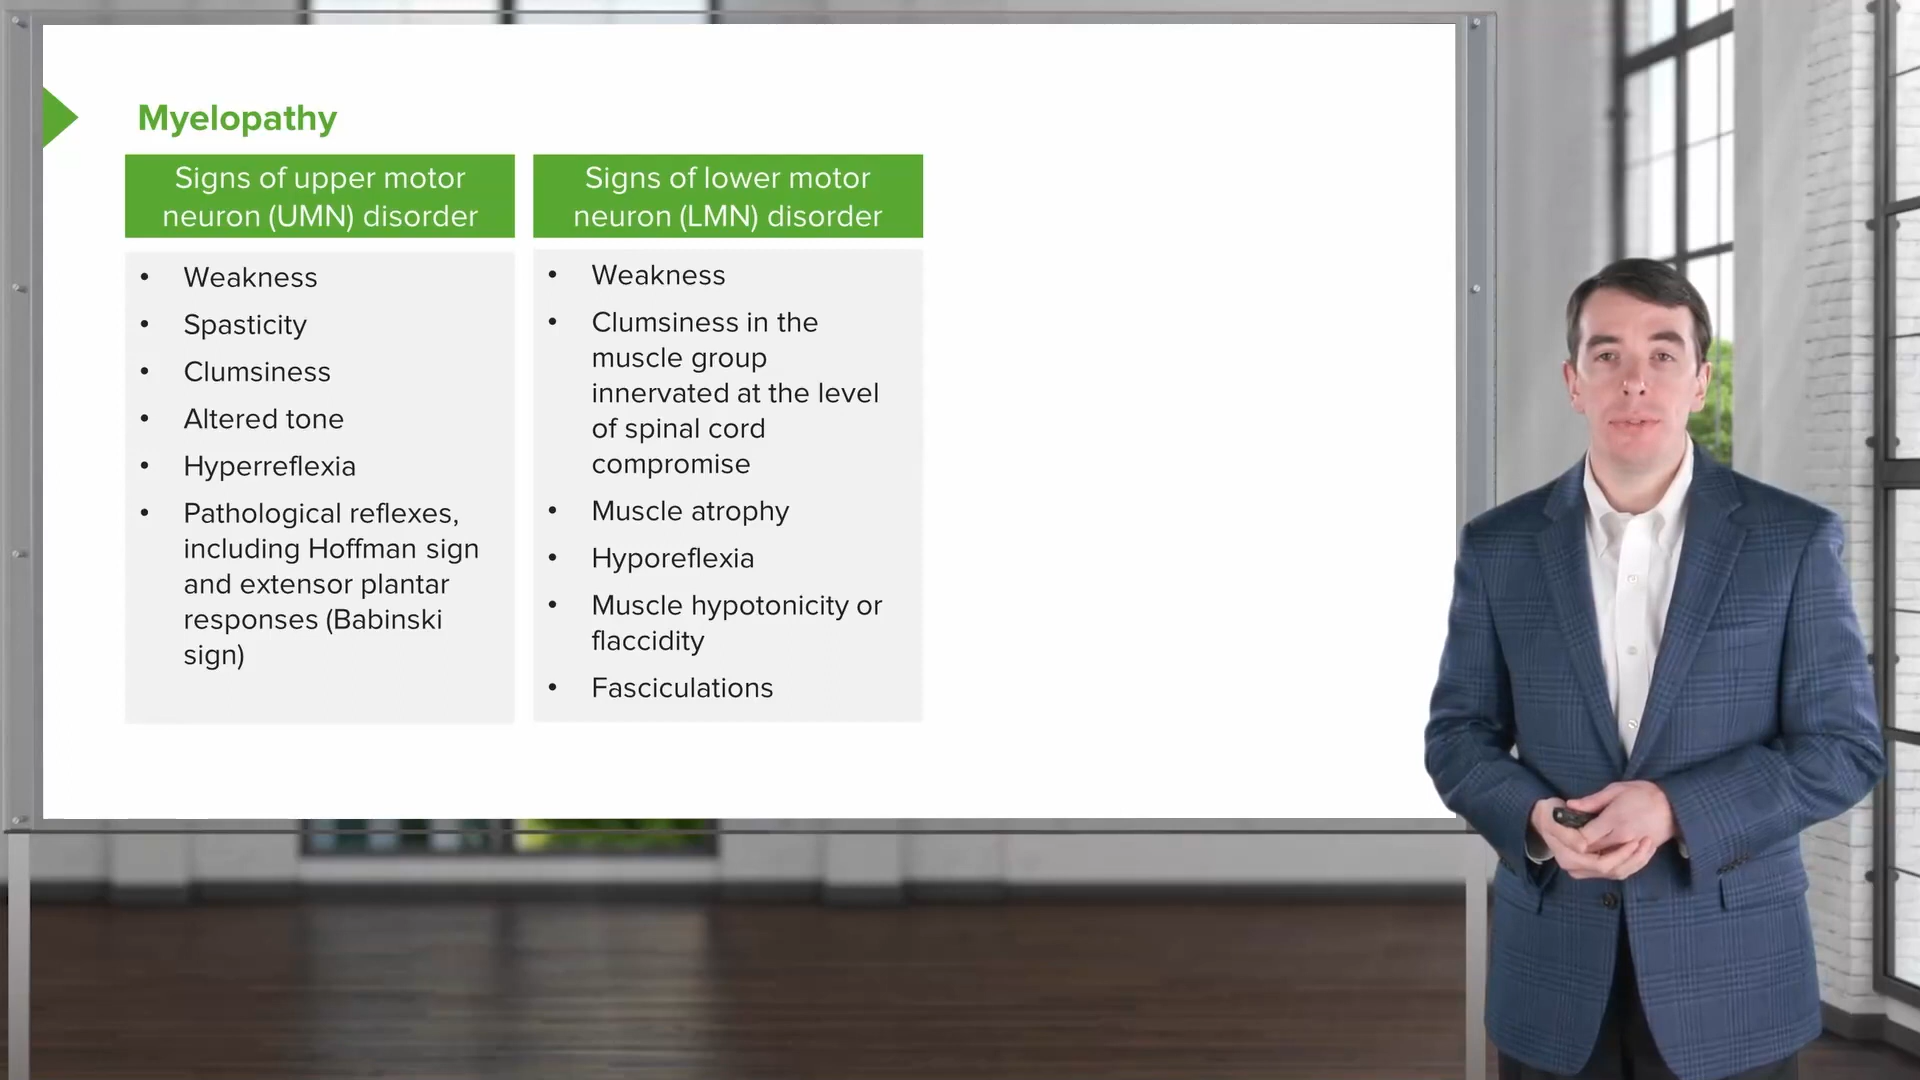 Myelopathy
Signs of upper motor
neuron (UMN) disorder
• Weakness
• Spasticity
• Clumsiness
• Altered tone
• Hyperreflexia
• Pathological reflexes,
including Hoffman sign
and extensor plantar
responses (Babinski
sign)
Signs of lower motor
neuron (LMN) disorder
• Weakness
• Clumsiness in the
muscle group
innervated at the level
of spinal cord
compromise
• Muscle atrophy
• Hyporeflexia
• Muscle hypotonicity or
flaccidity
• Fasciculations